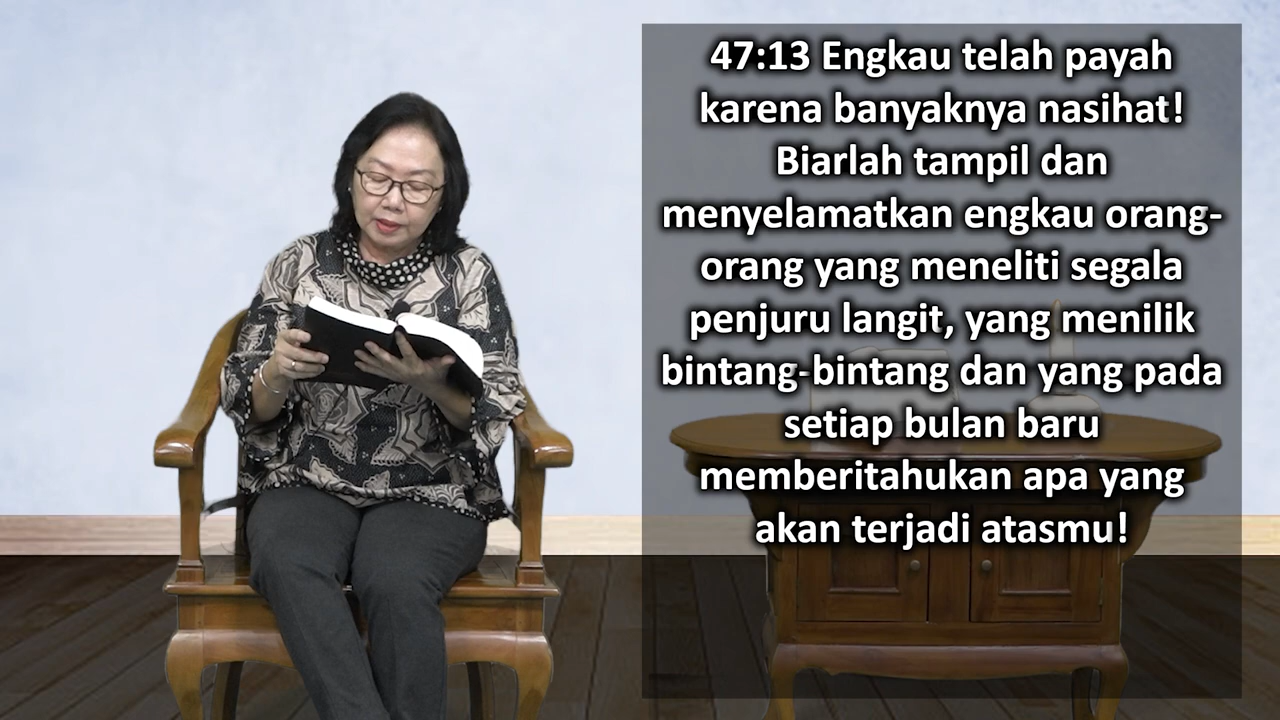 47:13 Engkau telah payah
karena banyaknya nasihat!
Biarlah tampil dan
menyelamatkan engkau orang-
orang yang meneliti segala
penjuru langit, yang menilik
bintang-bintang dan yang pada
setiap bulan baru
memberitahukan apa yang
akan terjadi atasmu!